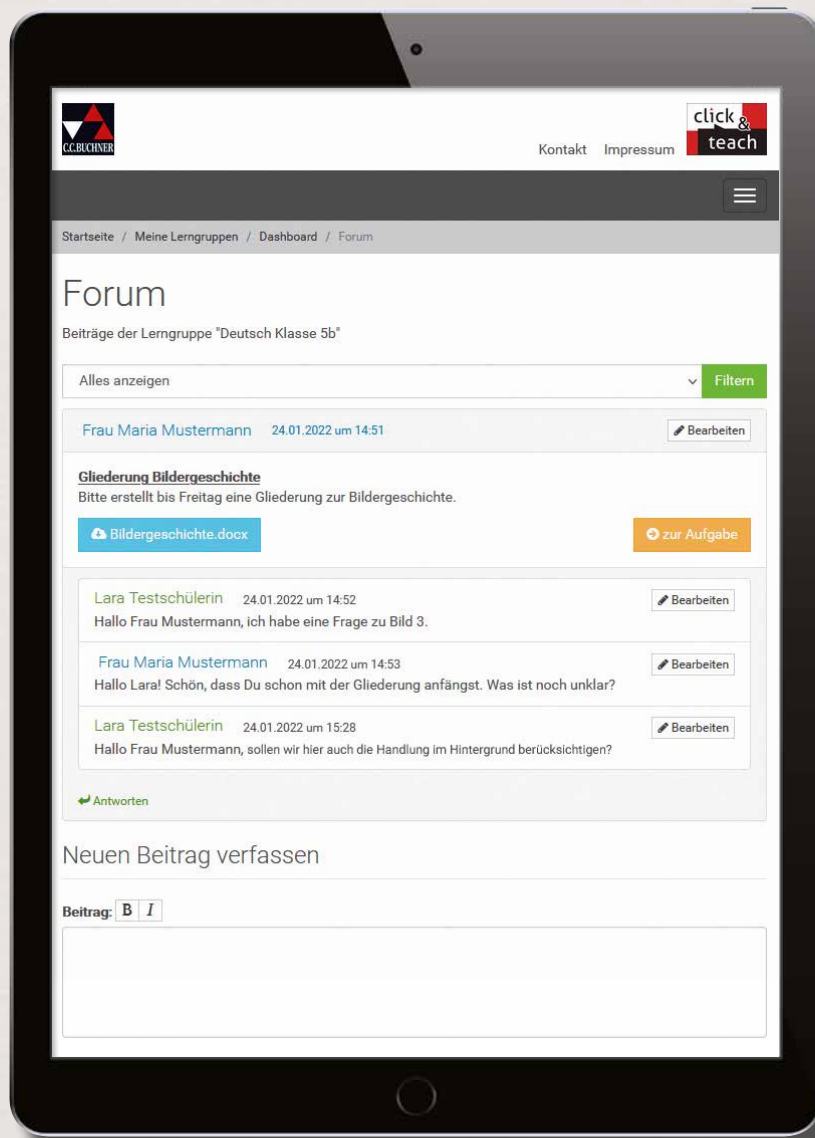 C.C.BUCHNER
click &
teach
Kontakt Impressum
Startseite / Meine Lerngruppen / Dashboard / Forum
Forum
Beiträge der Lerngruppe "Deutsch Klasse 5b"
Alles anzeigen
Filtern
Frau Maria Mustermann 24.01.2022 um 14:51
Bearbeiten
Gliederung Bildergeschichte
Bitte erstellt bis Freitag eine Gliederung zur Bildergeschichte.
Bildergeschichte.docx
zur Aufgabe
Lara Testschülerin 24.01.2022 um 14:52
Bearbeiten
Hallo Frau Mustermann, ich habe eine Frage zu Bild 3.
Frau Maria Mustermann 24.01.2022 um 14:53
Bearbeiten
Hallo Lara! Schön, dass Du schon mit der Gliederung anfängst. Was ist noch unklar?
Lara Testschülerin 24.01.2022 um 15:28
Bearbeiten
Hallo Frau Mustermann, sollen wir hier auch die Handlung im Hintergrund berücksichtigen?
Antworten
Neuen Beitrag verfassen
Beitrag: B I